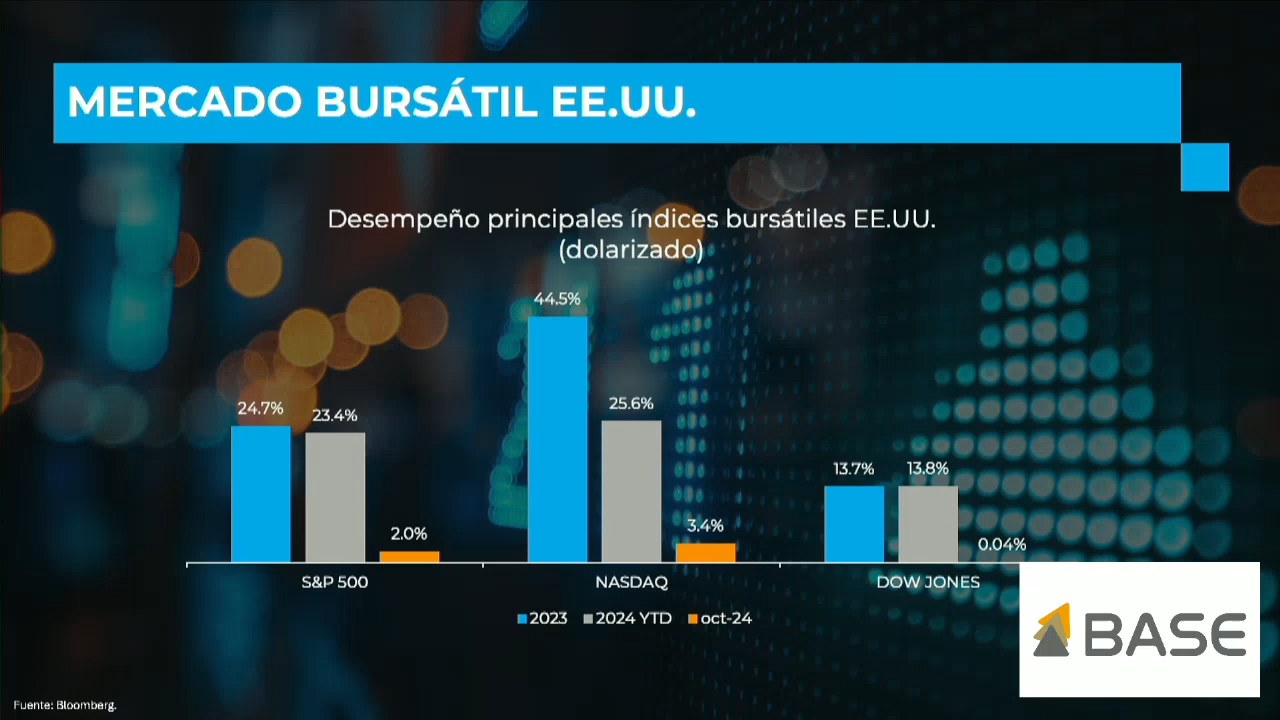 MERCADO BURSÁTIL EE.UU.
Desempeño principales índices bursátiles EE.UU.
(dolarizado)
44.5%
24.7%
23.4%
25.6%
2.0%
3.4%
13.7%
13.8%
0.04%
S&P 500
NASDAQ
DOW JONES
2023
2024 YTD
oct-24
BASE
Fuente: Bloomberg.